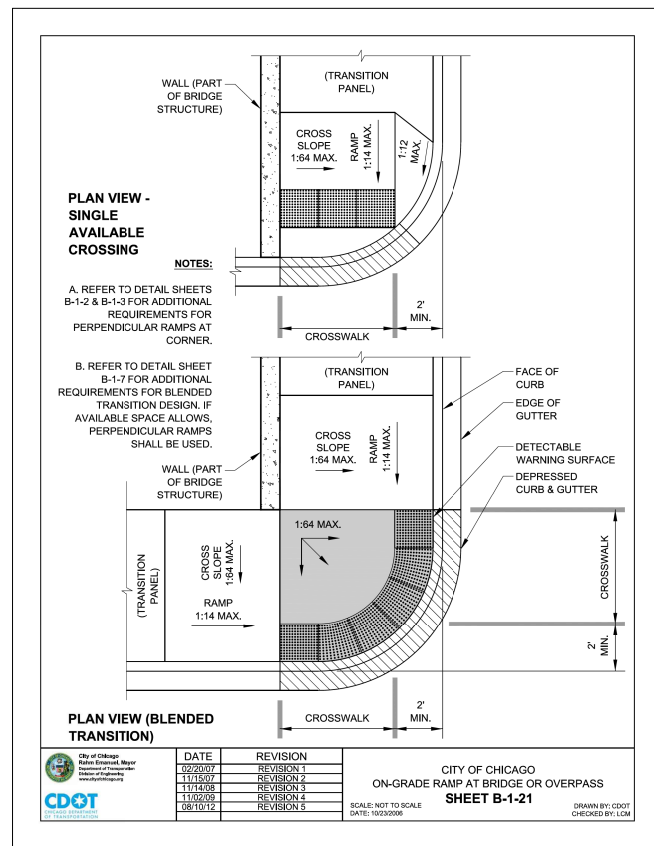 (TRANSITION
PANEL)
WALL (PART
OF BRIDGE
STRUCTURE)
CROSS
SLOPE
1:64 MAX.
RAMP
1:14 MAX.
1:12
MAX.
PLAN VIEW -
SINGLE
AVAILABLE
CROSSING
NOTES:
A. REFER TO DETAIL SHEETS
B-1-2 & B-1-3 FOR ADDITIONAL
REQUIREMENTS FOR
PERPENDICULAR RAMPS AT
CORNER.
2'
MIN.
CROSSWALK
B. REFER TO DETAIL SHEET
B-1-7 FOR ADDITIONAL
REQUIREMENTS FOR BLENDED
TRANSITION DESIGN. IF
AVAILABLE SPACE ALLOWS,
PERPENDICULAR RAMPS
SHALL BE USED.
(TRANSITION
PANEL)
FACE OF
CURB
EDGE OF
GUTTER
CROSS
SLOPE
1:64 MAX.
RAMP
1:14 MAX.
DETECTABLE
WARNING SURFACE
DEPRESSED
CURB & GUTTER
WALL (PART
OF BRIDGE
STRUCTURE)
1:64 MAX.
(TRANSITION
PANEL)
CROSS
SLOPE
1:64 MAX.
RAMP
1:14 MAX.
CROSSWALK
2'
MIN.
CROSSWALK
2'
MIN.
PLAN VIEW (BLENDED
TRANSITION)
City of Chicago
Rahm Emanuel, Mayor
Department of Transportation
Division of Engineering
www.cityofchicago.org
CDOT
CHICAGO DEPARTMENT
OF TRANSPORTATION
DATE REVISION
02/20/07 REVISION 1
11/15/07 REVISION 2
11/14/08 REVISION 3
11/02/09 REVISION 4
08/10/12 REVISION 5
CITY OF CHICAGO
ON-GRADE RAMP AT BRIDGE OR OVERPASS
SHEET B-1-21
SCALE: NOT TO SCALE
DATE: 10/23/2006
DRAWN BY: CDOT
CHECKED BY: LCM